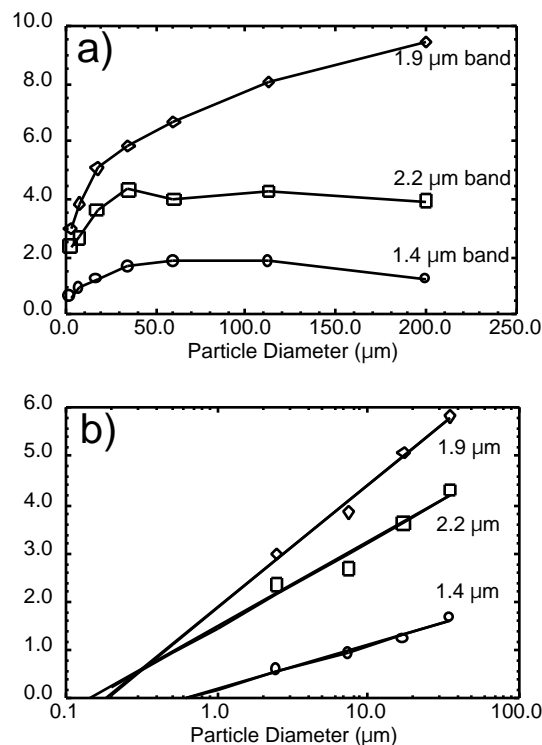 a)
10.0
8.0
6.0
4.0
2.0
0.0
1.9 µm band
2.2 µm band
1.4 µm band
0.0 50.0 100.0 150.0 200.0 250.0
Particle Diameter (µm)
b)
6.0
5.0
4.0
3.0
2.0
1.0
0.0
1.9 µm
2.2 µm
1.4 µm
0.1 1.0 10.0 100.0
Particle Diameter (µm)